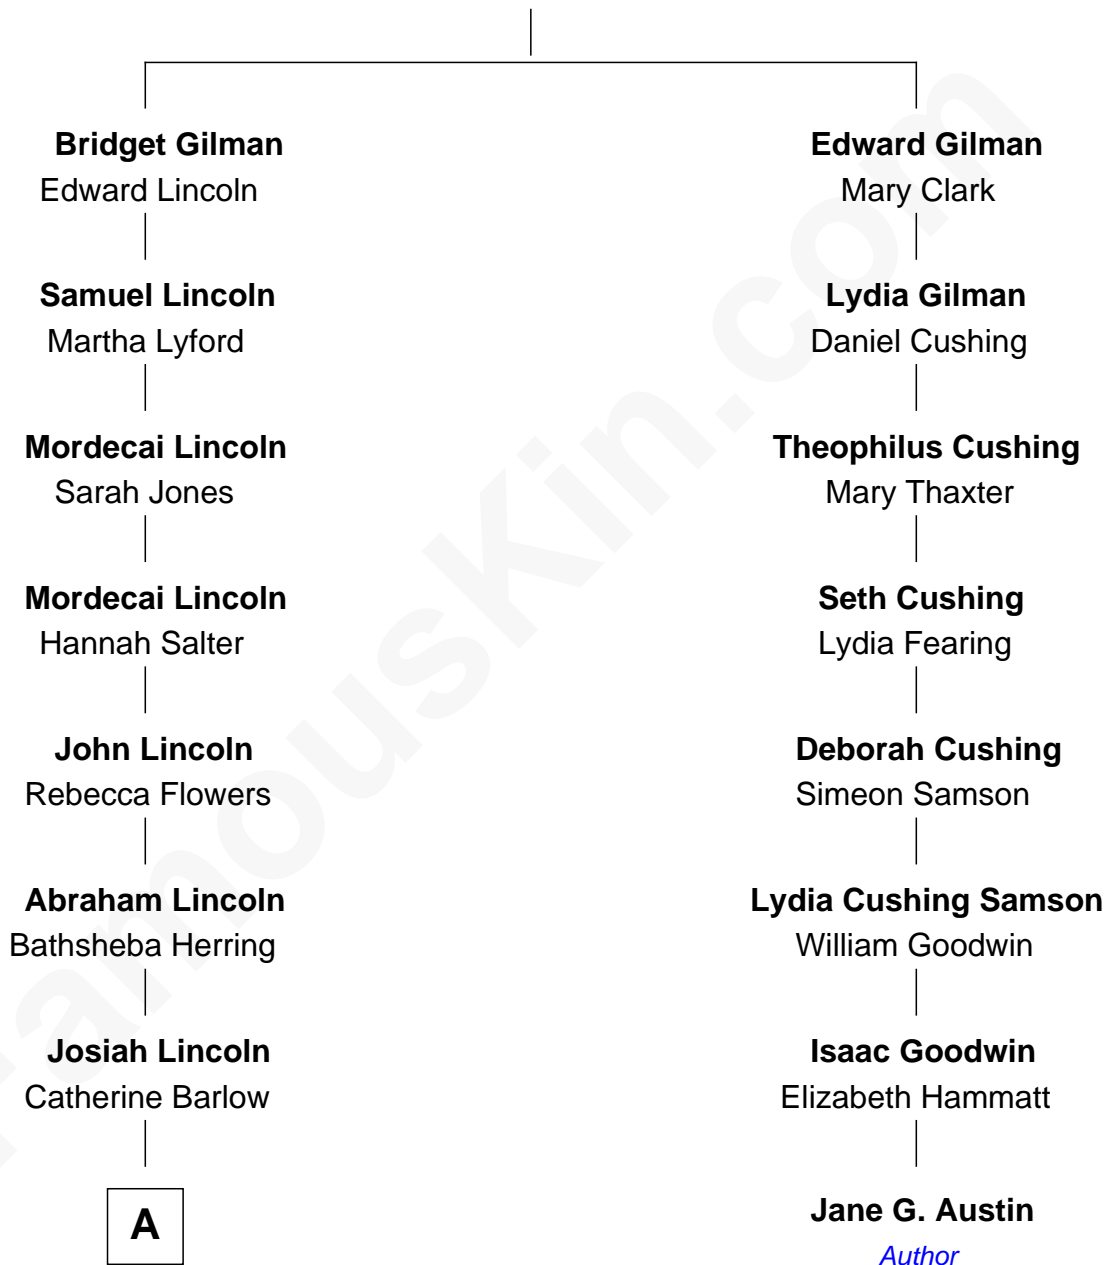 Bridget Gilman
Edward Lincoln
Samuel Lincoln
Martha Lyford
Mordecai Lincoln
Sarah Jones
Mordecai Lincoln
Hannah Salter
John Lincoln
Rebecca Flowers
Abraham Lincoln
Bathsheba Herring
Josiah Lincoln
Catherine Barlow
A
Edward Gilman
Mary Clark
Lydia Gilman
Daniel Cushing
Theophilus Cushing
Mary Thaxter
Seth Cushing
Lydia Fearing
Deborah Cushing
Simeon Samson
Lydia Cushing Samson
William Goodwin
Isaac Goodwin
Elizabeth Hammatt
Jane G. Austin
Author
FamousKin.com